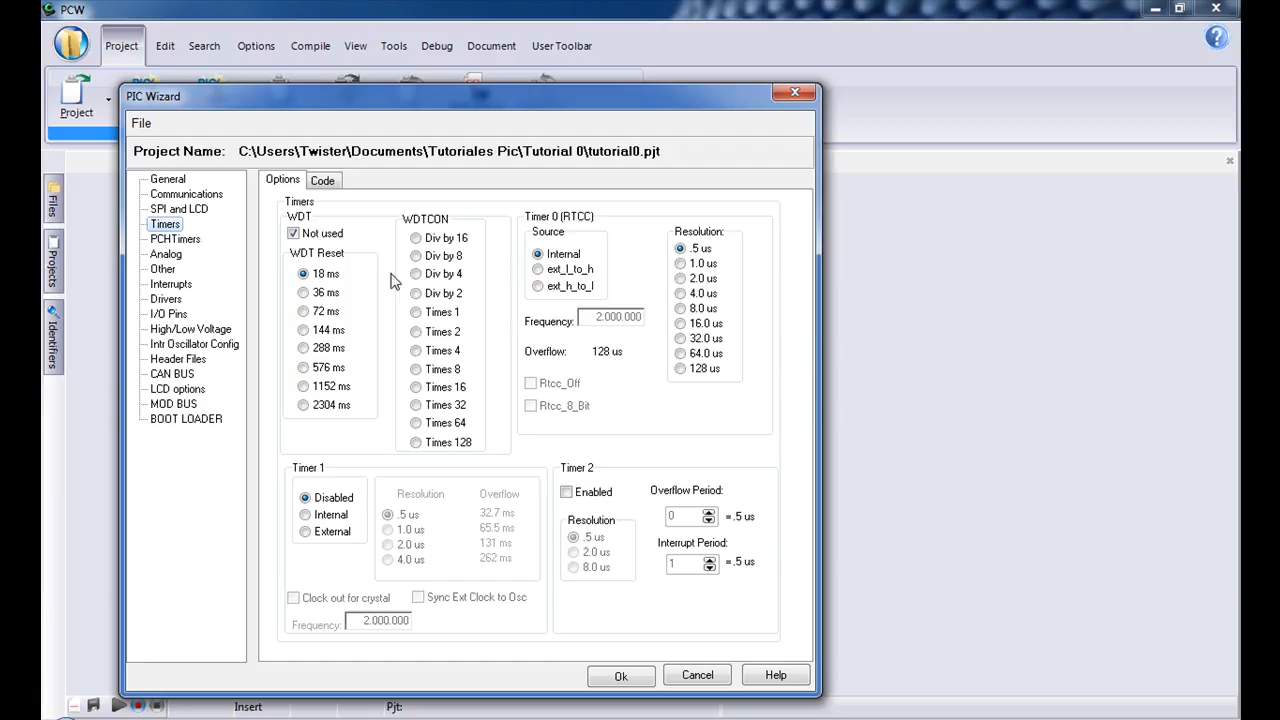 PCW
Project Edit Search Options Compile View Tools Debug Document User Toolbar
Project
PIC Wizard
File
Project Name: C:\Users\Twister\Documents\Tutoriales Pic\Tutorial 0\tutorial0.pjt
Files
Projects
Identifiers
General
Communications
SPI and LCD
Timers
PCHTimers
Analog
Other
Interrupts
Drivers
I/O Pins
High/Low Voltage
Intr Oscillator Config
Header Files
CAN BUS
LCD options
MOD BUS
BOOT LOADER
Options Code
Timers
WDT
Not used
WDT Reset
18 ms
36 ms
72 ms
144 ms
288 ms
576 ms
1152 ms
2304 ms
WDTCON
Div by 16
Div by 8
Div by 4
Div by 2
Times 1
Times 2
Times 4
Times 8
Times 16
Times 32
Times 64
Times 128
Timer 0 (RTCC)
Source
Internal
ext_l_to_h
ext_h_to_l
Frequency: 2.000.000
Overflow: 128 us
Rtcc_Off
Rtcc_8_Bit
Resolution:
.5 us
1.0 us
2.0 us
4.0 us
8.0 us
16.0 us
32.0 us
64.0 us
128 us
Timer 1
Disabled
Internal
External
Resolution Overflow
.5 us 32.7 ms
1.0 us 65.5 ms
2.0 us 131 ms
4.0 us 262 ms
Clock out for crystal Sync Ext Clock to Osc
Frequency: 2.000.000
Timer 2
Enabled
Resolution
.5 us
2.0 us
8.0 us
Overflow Period:
0 = .5 us
Interrupt Period:
1 = .5 us
Ok Cancel Help
Insert Pjt: